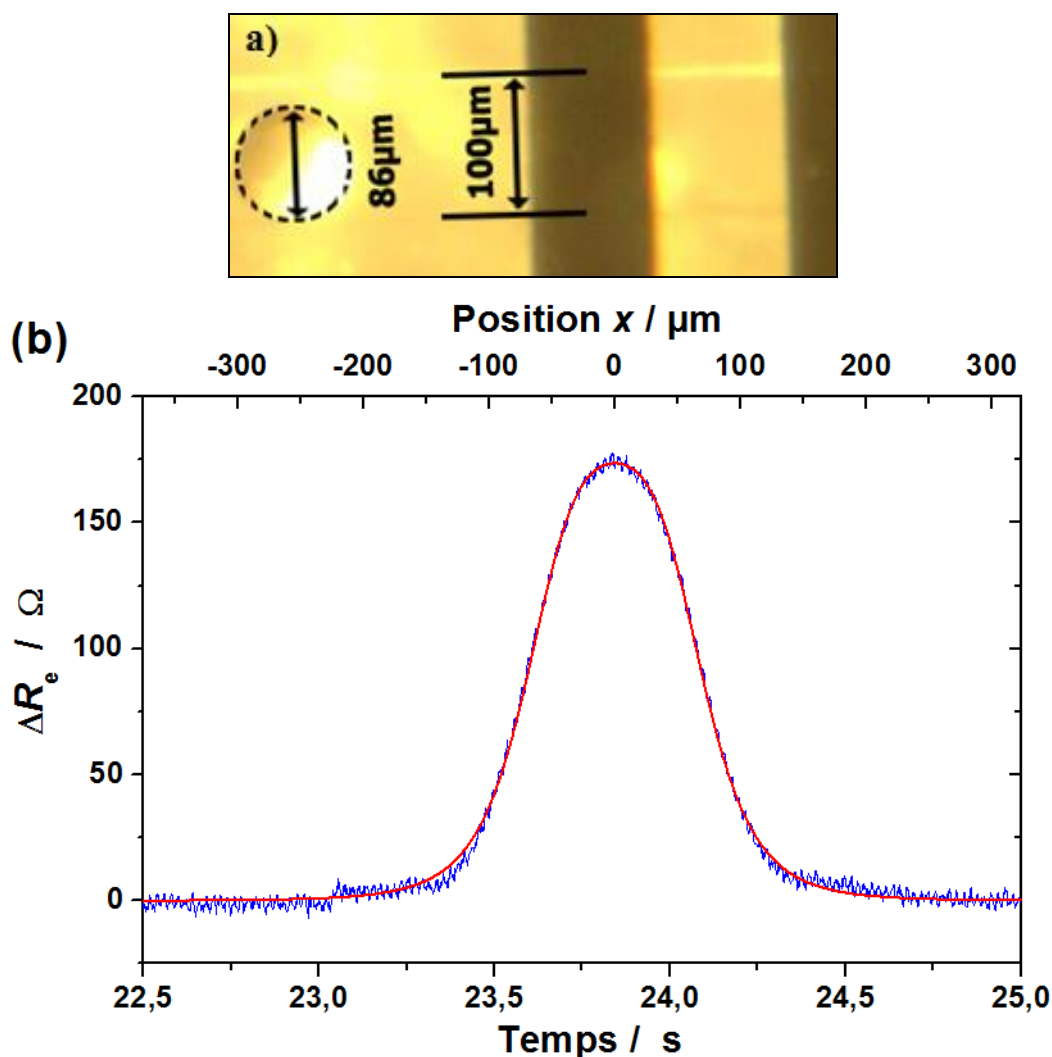 a)
86µm
100µm
(b)
Position x / µm
-300 -200 -100 0 100 200 300
200
150
100
50
0
ΔRe / Ω
22,5 23,0 23,5 24,0 24,5 25,0
Temps / s